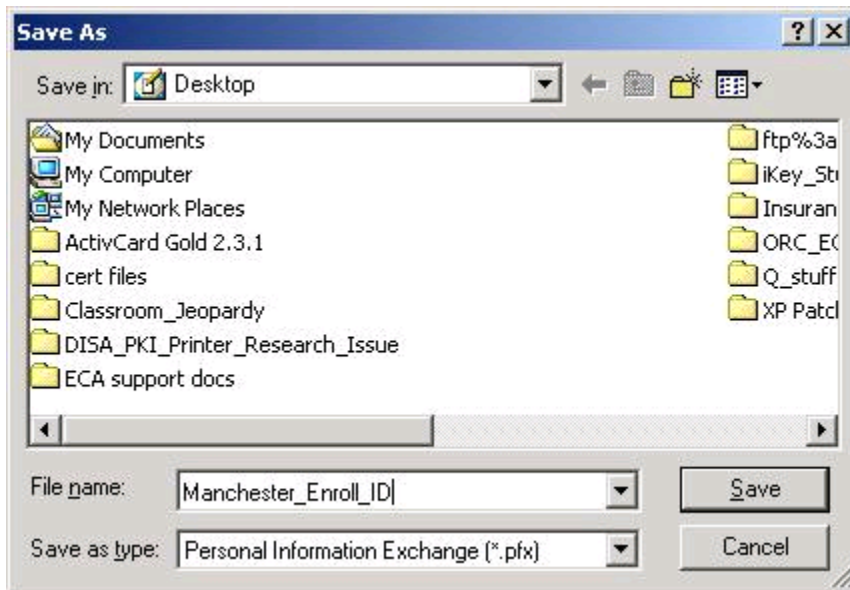 Save As
Save in: Desktop
My Documents
My Computer
My Network Places
ActivCard Gold 2.3.1
cert files
Classroom_Jeopardy
DISA_PKI_Printer_Research_Issue
ECA support docs
ftp%3a
iKey_Stu
Insuran
ORC_EC
Q_stuff
XP Patcl
File name: Manchester_Enroll_ID
Save
Save as type: Personal Information Exchange (*.pfx)
Cancel